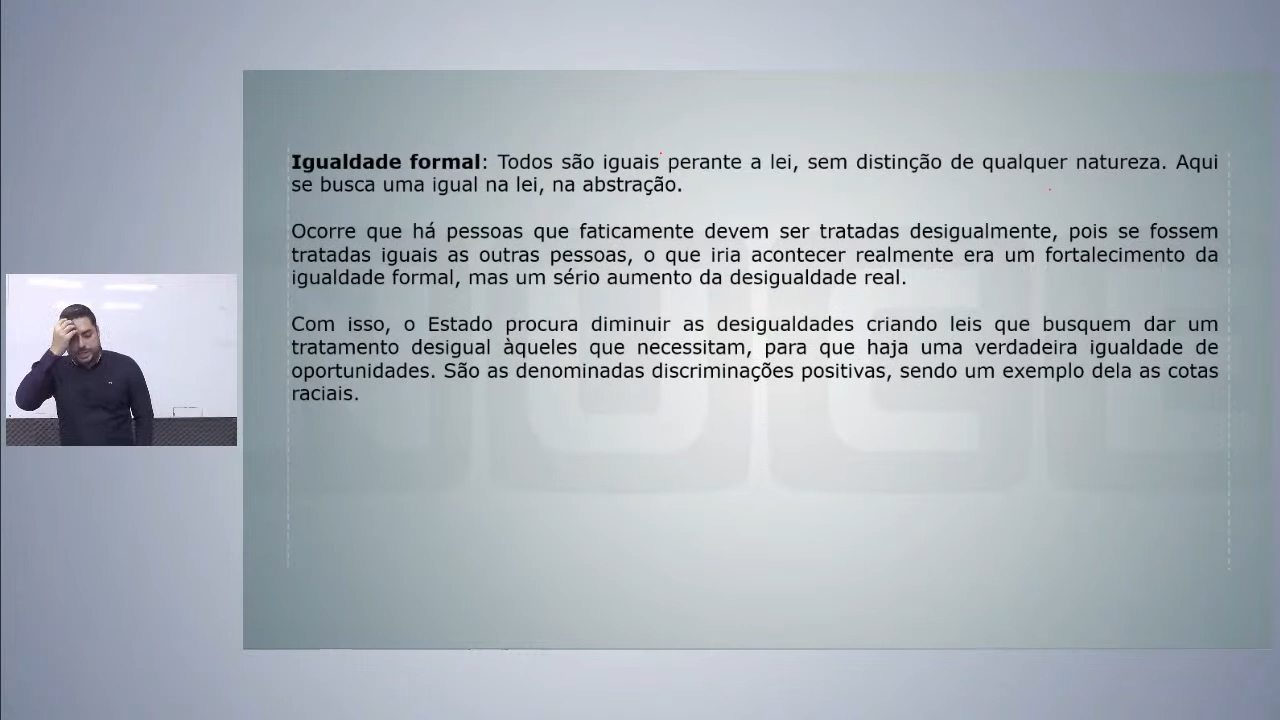 Igualdade formal: Todos são iguais perante a lei, sem distinção de qualquer natureza. Aqui
se busca uma igual na lei, na abstração.
Ocorre que há pessoas que faticamente devem ser tratadas desigualmente, pois se fossem
tratadas iguais as outras pessoas, o que iria acontecer realmente era um fortalecimento da
igualdade formal, mas um sério aumento da desigualdade real.
Com isso, o Estado procura diminuir as desigualdades criando leis que busquem dar um
tratamento desigual àqueles que necessitam, para que haja uma verdadeira igualdade de
oportunidades. São as denominadas discriminações positivas, sendo um exemplo dela as cotas
raciais.